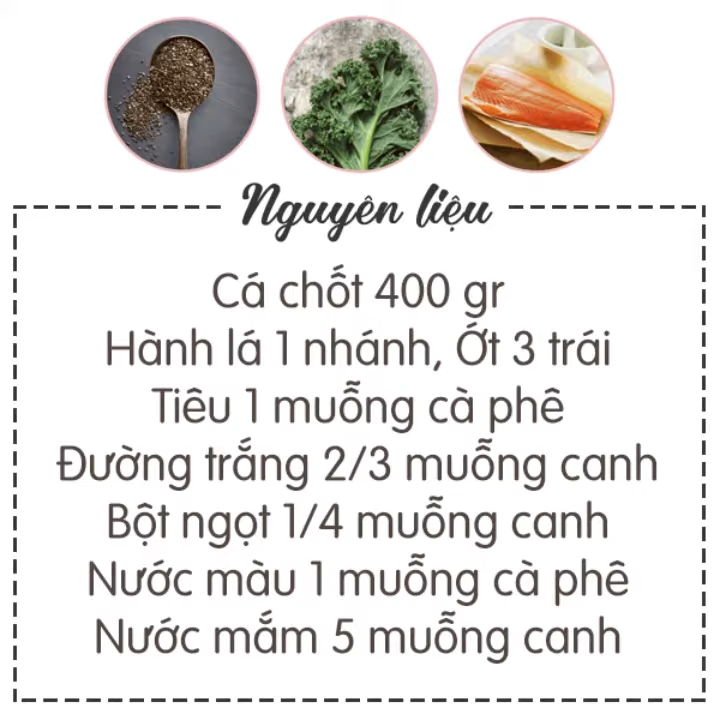 Nguyên liệu
Cá chốt 400 gr
Hành lá 1 nhánh, Ớt 3 trái
Tiêu 1 muỗng cà phê
Đường trắng 2/3 muỗng canh
Bột ngọt 1/4 muỗng canh
Nước màu 1 muỗng cà phê
Nước mắm 5 muỗng canh